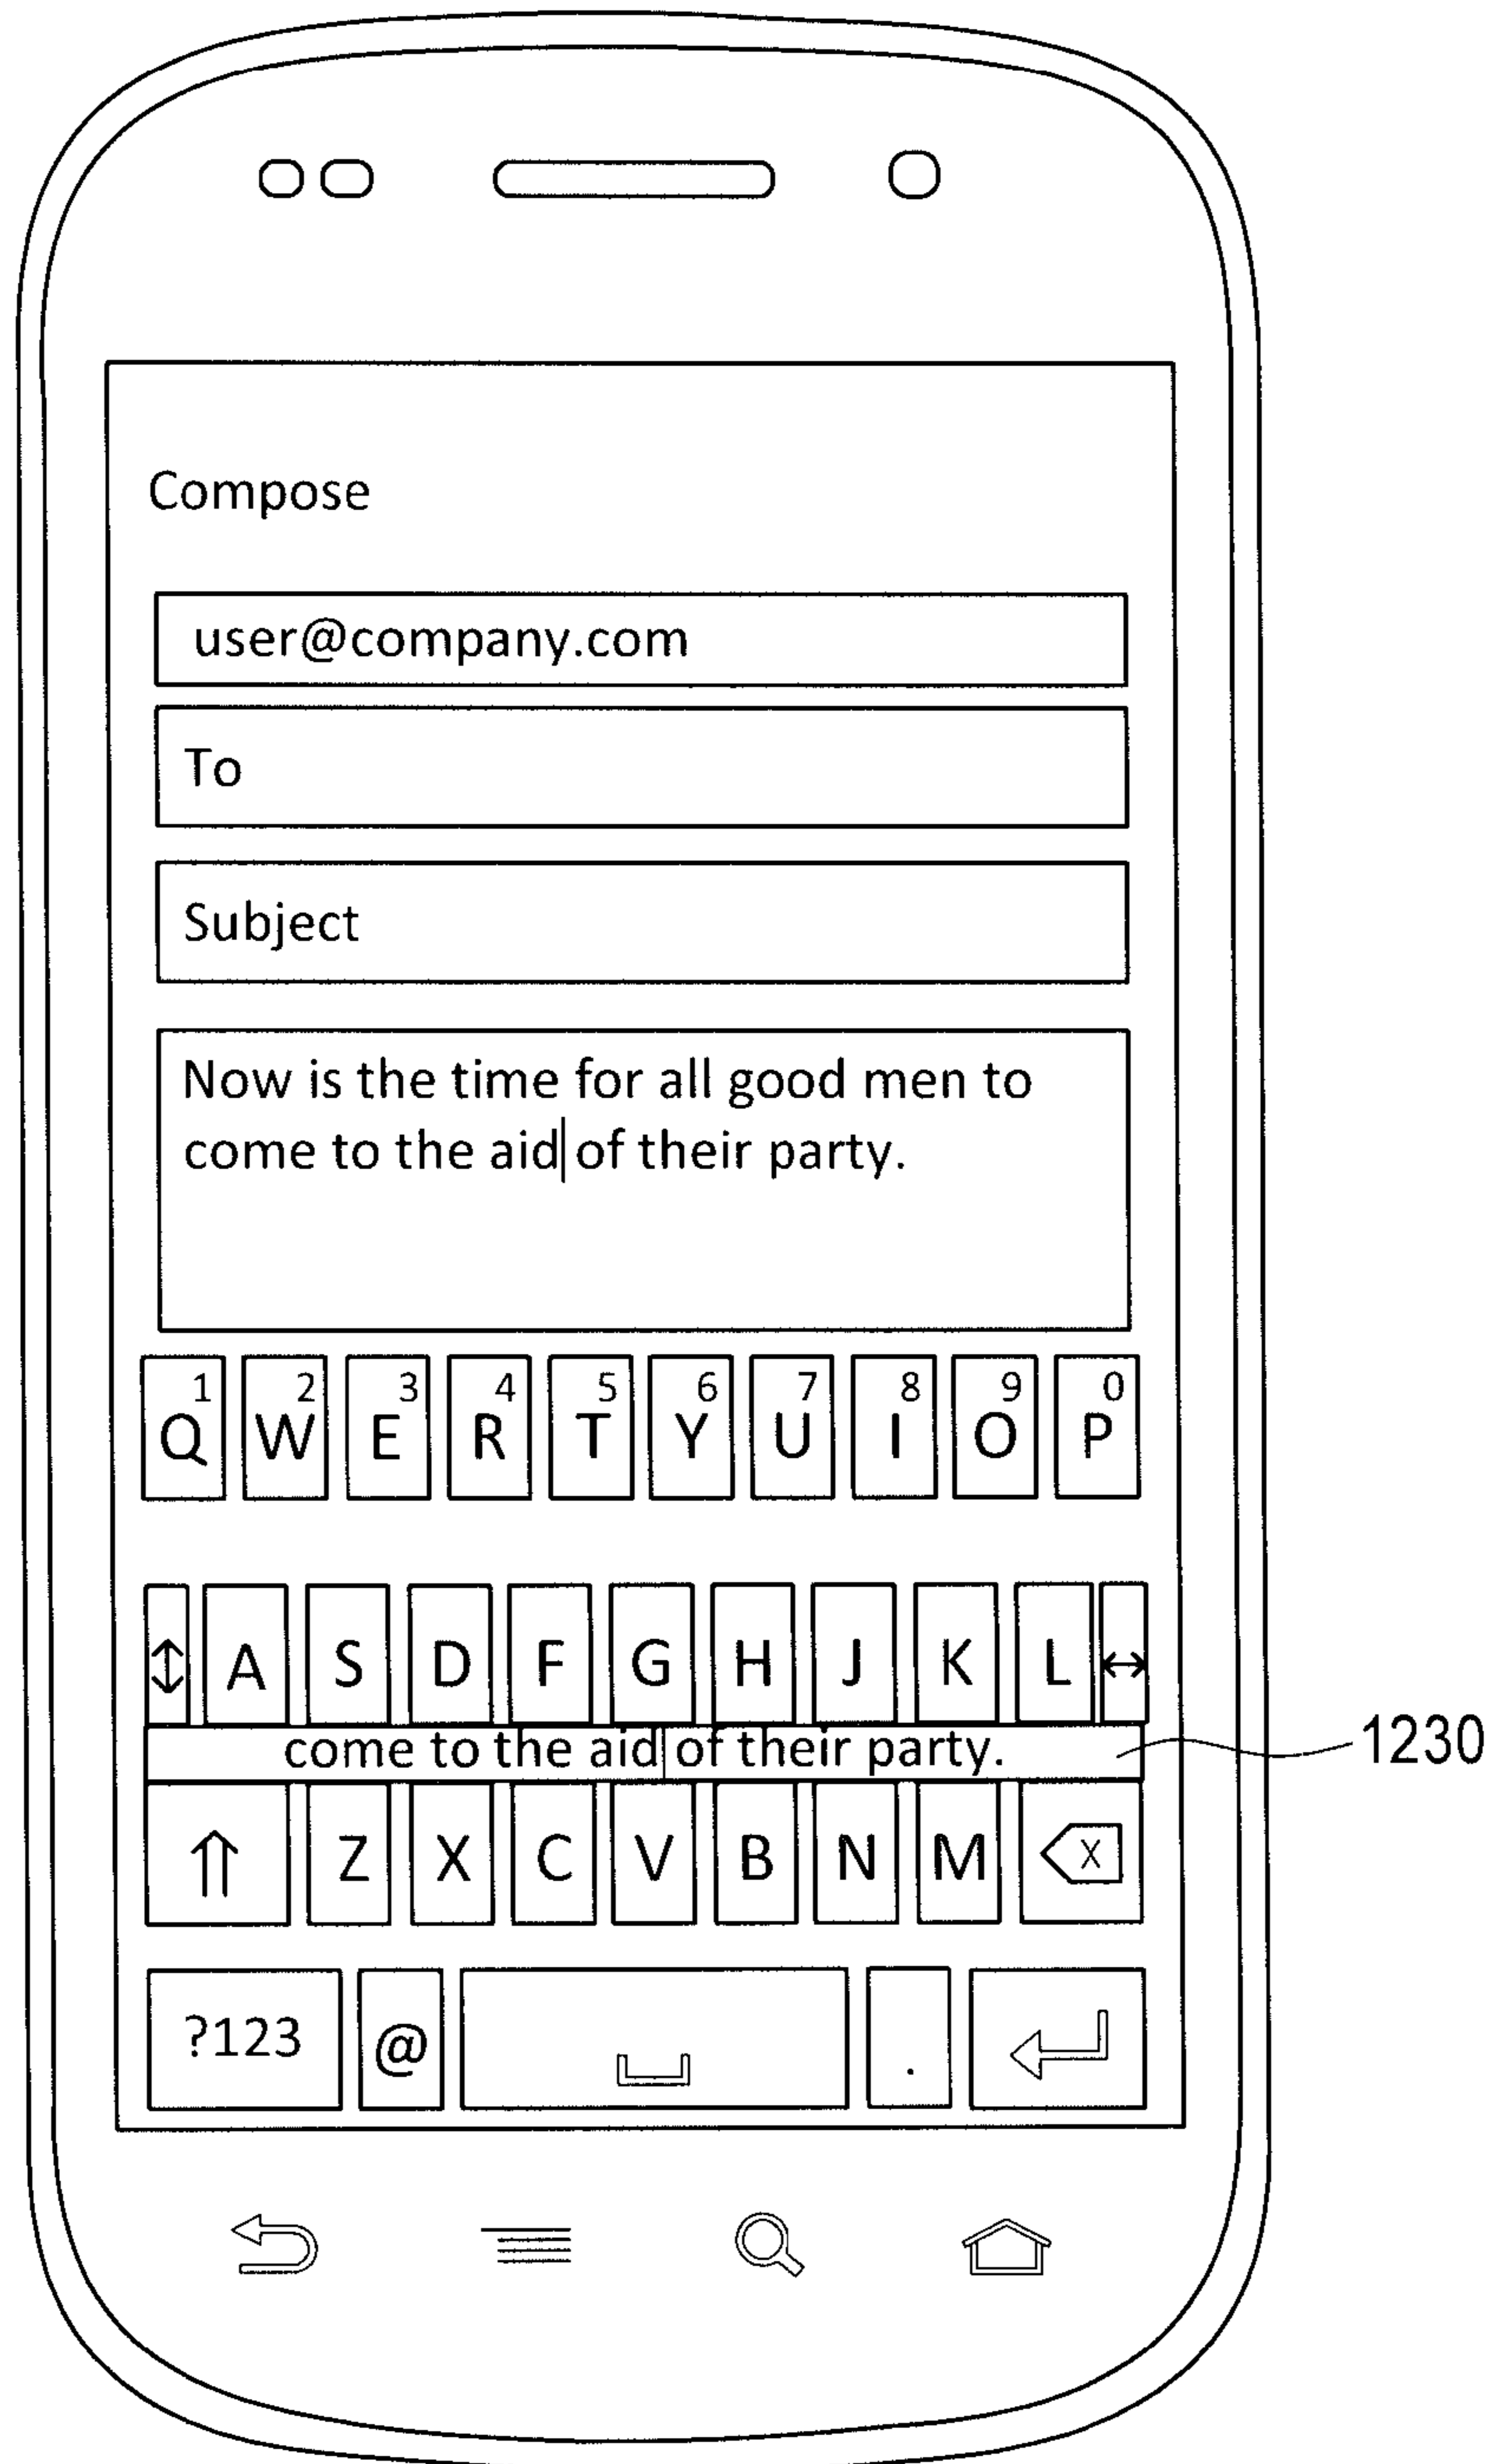 Compose
user@company.com
To
Subject
Now is the time for all good men to
come to the aid of their party.
1 2 3 4 5 6 7 8 9 0
Q W E R T Y U I O P
A S D F G H J K L
come to the aid of their party.
1230
Z X C V B N M X
?123 @ .